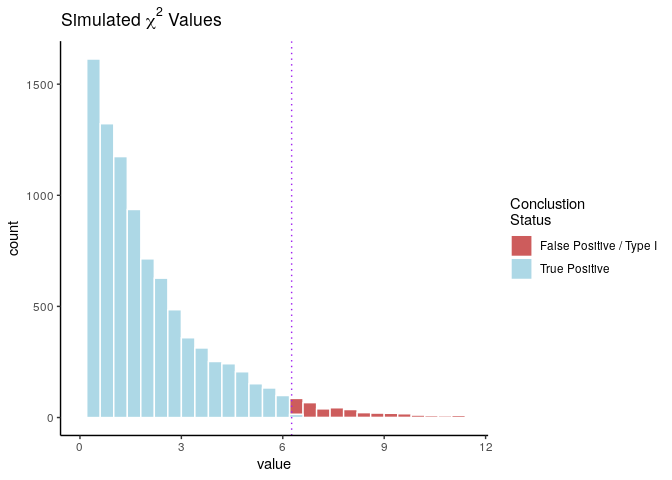 Simulated χ² Values
1500
1000
500
0
count
0 3 6 9 12
value
Conclustion
Status
False Positive / Type I
True Positive